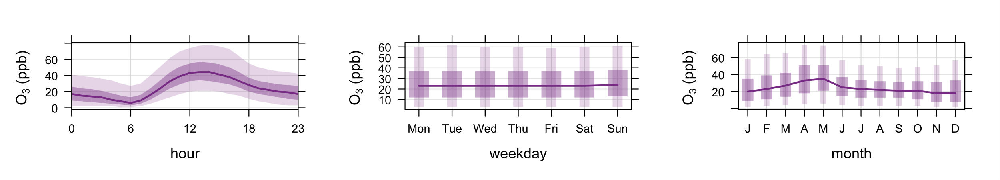 O3 (ppb)
60
40
20
0
0 6 12 18 23
hour
O3 (ppb)
60
50
40
30
20
10
Mon Tue Wed Thu Fri Sat Sun
weekday
O3 (ppb)
60
40
20
J F M A M J J A S O N D
month